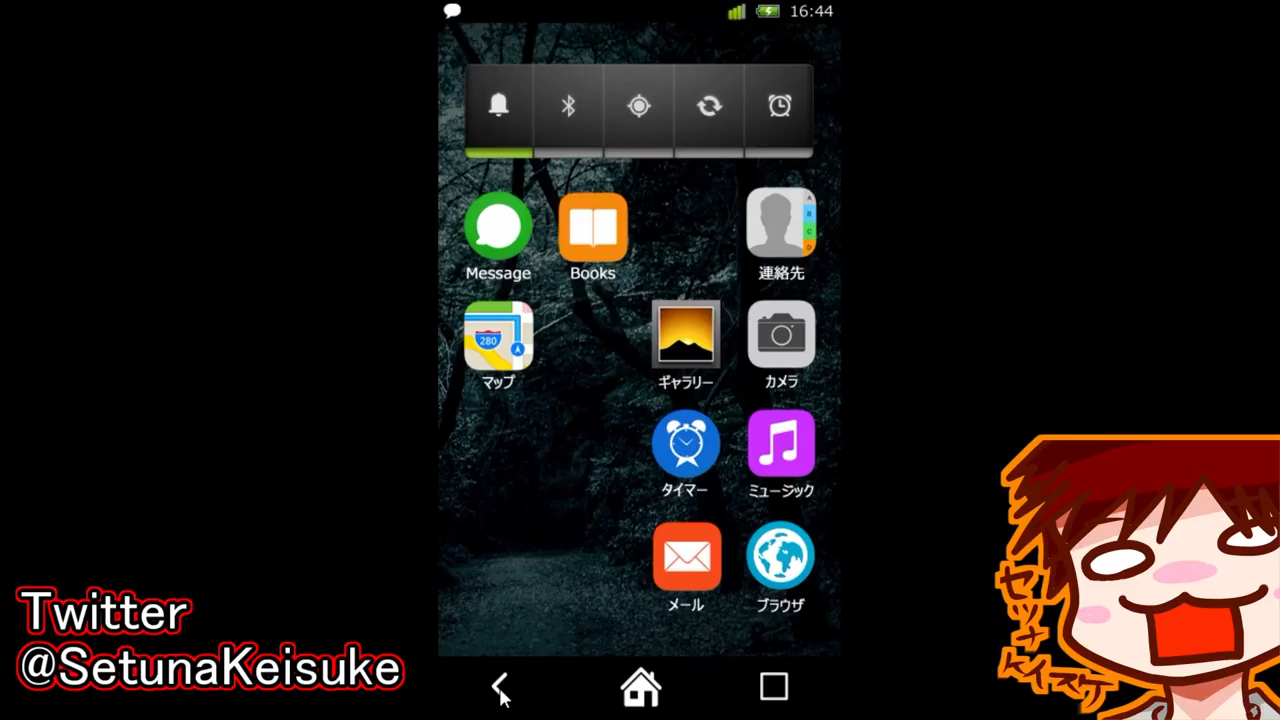 16:44
A
B
C
D
Message
Books
連絡先
280
マップ
ギャラリー
カメラ
タイマー
ミュージック
メール
ブラウザ
Twitter
@SetunaKeisuke
セツナ
ケイスケ